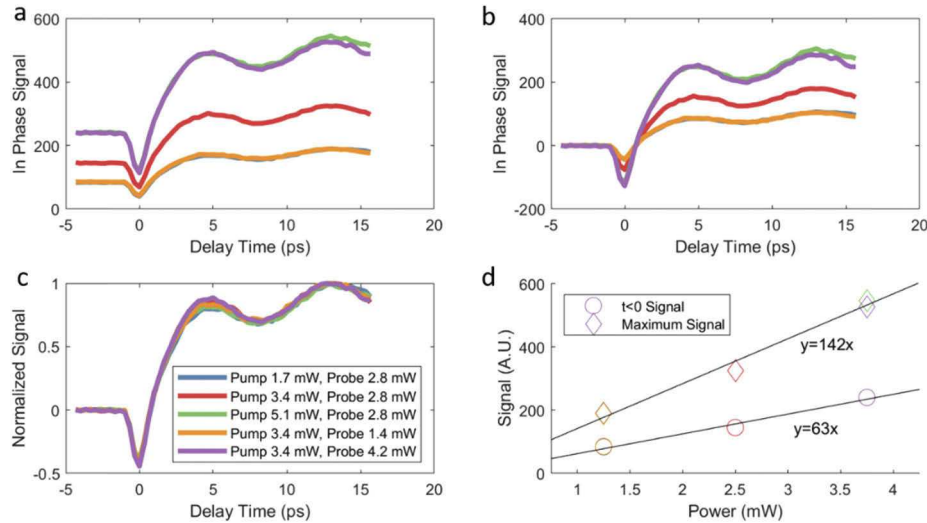 a
600
400
200
0
-5
0
5
10
15
20
In Phase Signal
Delay Time (ps)
b
400
200
0
-200
-5
0
5
10
15
20
In Phase Signal
Delay Time (ps)
c
1
0.5
0
-0.5
-5
0
5
10
15
20
Normalized Signal
Delay Time (ps)
Pump 1.7 mW, Probe 2.8 mW
Pump 3.4 mW, Probe 2.8 mW
Pump 5.1 mW, Probe 2.8 mW
Pump 3.4 mW, Probe 1.4 mW
Pump 3.4 mW, Probe 4.2 mW
d
600
400
200
0
1
1.5
2
2.5
3
3.5
4
Signal (A.U.)
Power (mW)
t<0 Signal
Maximum Signal
y=142x
y=63x